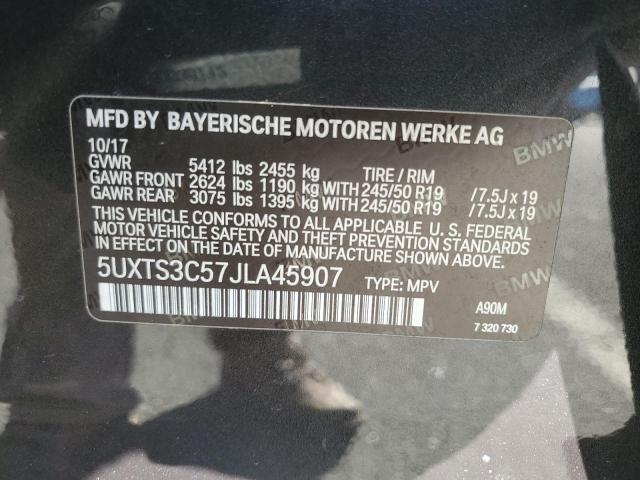 MFD BY BAYERISCHE MOTOREN WERKE AG
10/17
GVWR 5412 lbs 2455 kg TIRE / RIM
GAWR FRONT 2624 lbs 1190 kg WITH 245/50 R19 / 7.5J x 19
GAWR REAR 3075 lbs 1395 kg WITH 245/50 R19 / 7.5J x 19
THIS VEHICLE CONFORMS TO ALL APPLICABLE U. S. FEDERAL
MOTOR VEHICLE SAFETY AND THEFT PREVENTION STANDARDS
IN EFFECT ON THE DATE OF MANUFACTURE SHOWN ABOVE.
5UXTS3C57JLA45907 TYPE: MPV
A90M
7 320 730
BMW
BMW